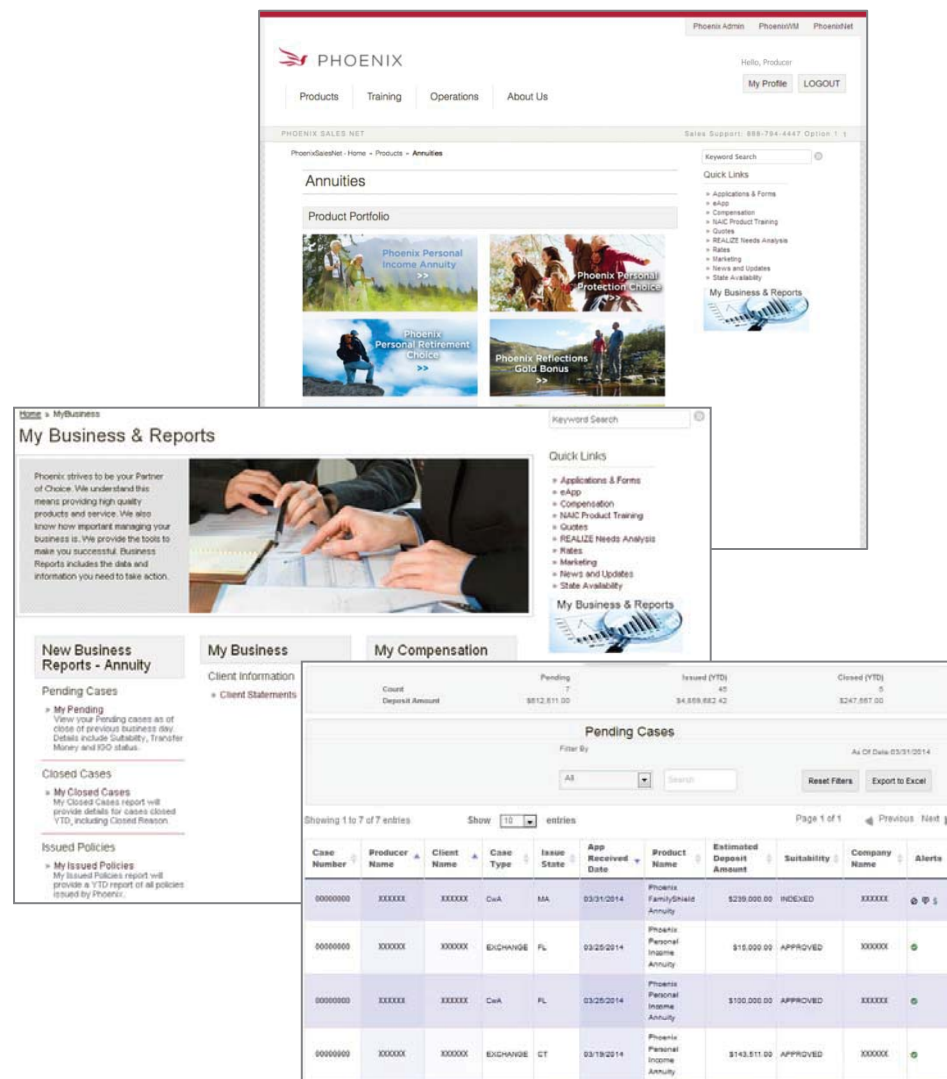 Phoenix Admin PhoenixWM PhoenixNet
PHOENIX
Hello, Producer
My Profile LOGOUT
Products Training Operations About Us
PHOENIX SALES NET
Sales Support: 888-794-4447 Option 1
PhoenixSalesNet - Home » Products » Annuities
Keyword Search
Annuities
Quick Links
» Applications & Forms
» eApp
» Compensation
» NAIC Product Training
» Quotes
» REALIZE Needs Analysis
» Rates
» Marketing
» News and Updates
» State Availability
My Business & Reports
Product Portfolio
Phoenix Personal
Income Annuity
>>
Phoenix Personal
Protection Choice
>>
Phoenix
Personal Retirement
Choice
>>
Phoenix Reflections
Gold Bonus
>>
Home » MyBusiness
Keyword Search
My Business & Reports
Phoenix strives to be your Partner
of Choice. We understand this
means providing high quality
products and service. We also
know how important managing your
business is. We provide the tools to
make you successful. Business
Reports includes the data and
information you need to take action.
Quick Links
» Applications & Forms
» eApp
» Compensation
» NAIC Product Training
» Quotes
» REALIZE Needs Analysis
» Rates
» Marketing
» News and Updates
» State Availability
My Business & Reports
New Business
Reports - Annuity
Pending Cases
» My Pending
View your Pending cases as of
close of previous business day.
Details include Suitability, Transfer
Money and IGO status.
Closed Cases
» My Closed Cases
My Closed Cases report will
provide details for cases closed
YTD, including Closed Reason.
Issued Policies
» My Issued Policies
My Issued Policies report will
provide a YTD report of all policies
issued by Phoenix.
My Business
Client Information
» Client Statements
My Compensation
Pending Issued (YTD) Closed (YTD)
Count 7 45 5
Deposit Amount
Pending Cases
Filter By
As Of Date 03/31/2014
All Search Reset Filters Export to Excel
Showing 1 to 7 of 7 entries Show 10 entries Page 1 of 1 Previous Next
Case Number Producer Name Client Name Case Type Issue State App Received Date Product Name Estimated Deposit Amount Suitability Company Name Alerts
00000000 XXXXXX XXXXXX CwA MA 03/31/2014 Phoenix FamilyShield Annuity $239,000.00 INDEXED XXXXXX
00000000 XXXXXX XXXXXX EXCHANGE FL 03/25/2014 Phoenix Personal Income Annuity $15,000.00 APPROVED XXXXXX
00000000 XXXXXX XXXXXX CwA FL 03/25/2014 Phoenix Personal Income Annuity $100,000.00 APPROVED XXXXXX
00000000 XXXXXX XXXXXX EXCHANGE CT 03/19/2014 Phoenix Personal Income Annuity $143,511.00 APPROVED XXXXXX